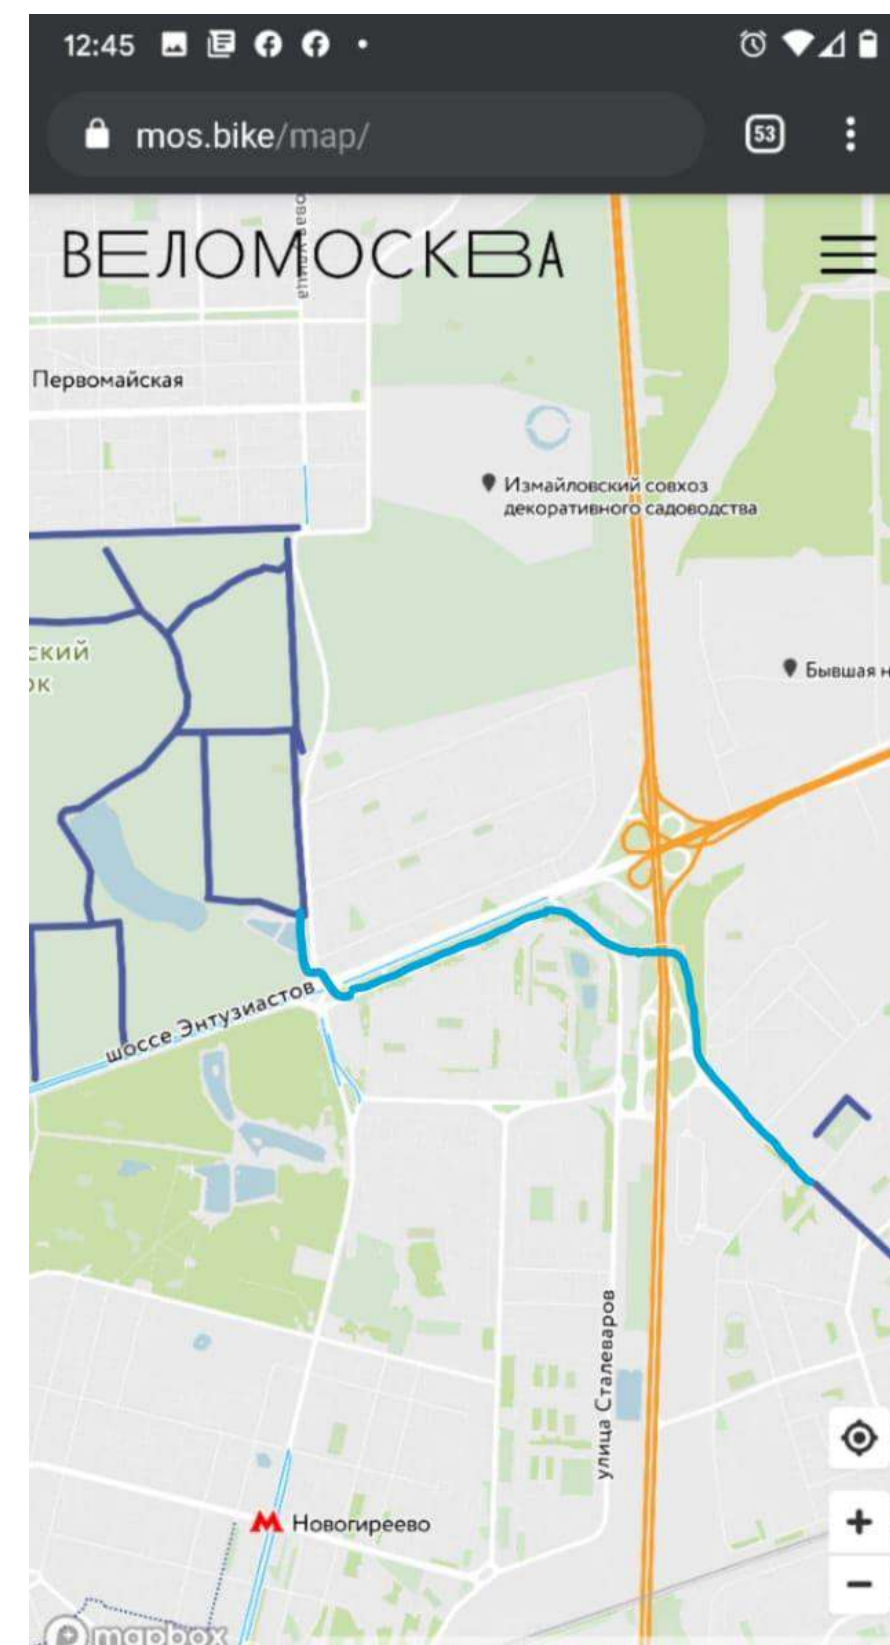 12:45
mos.bike/map/
53
ВЕЛОМОСКВА
Первомайская
Измайловский совхоз
декоративного садоводства
ский
рк
Бывшая н
шоссе Энтузиастов
улица Сталеваров
Новогиреево
mapbox